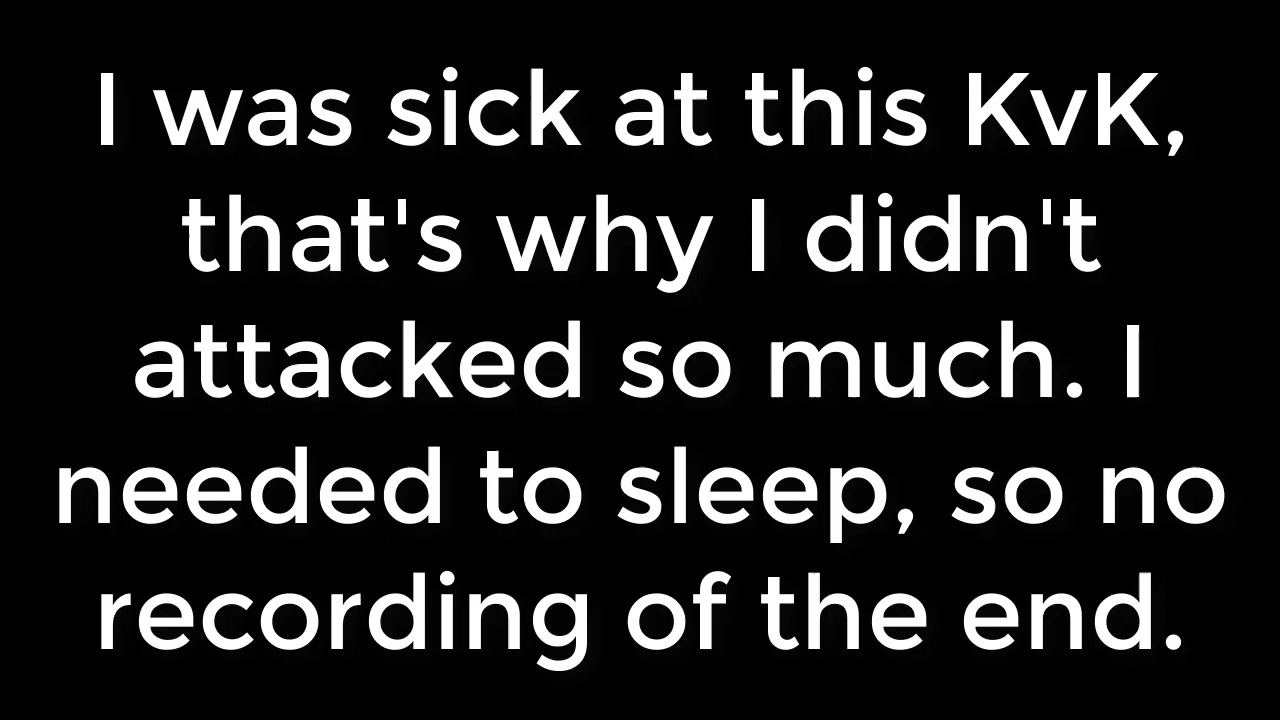 I was sick at this KvK,
that's why I didn't
attacked so much. I
needed to sleep, so no
recording of the end.